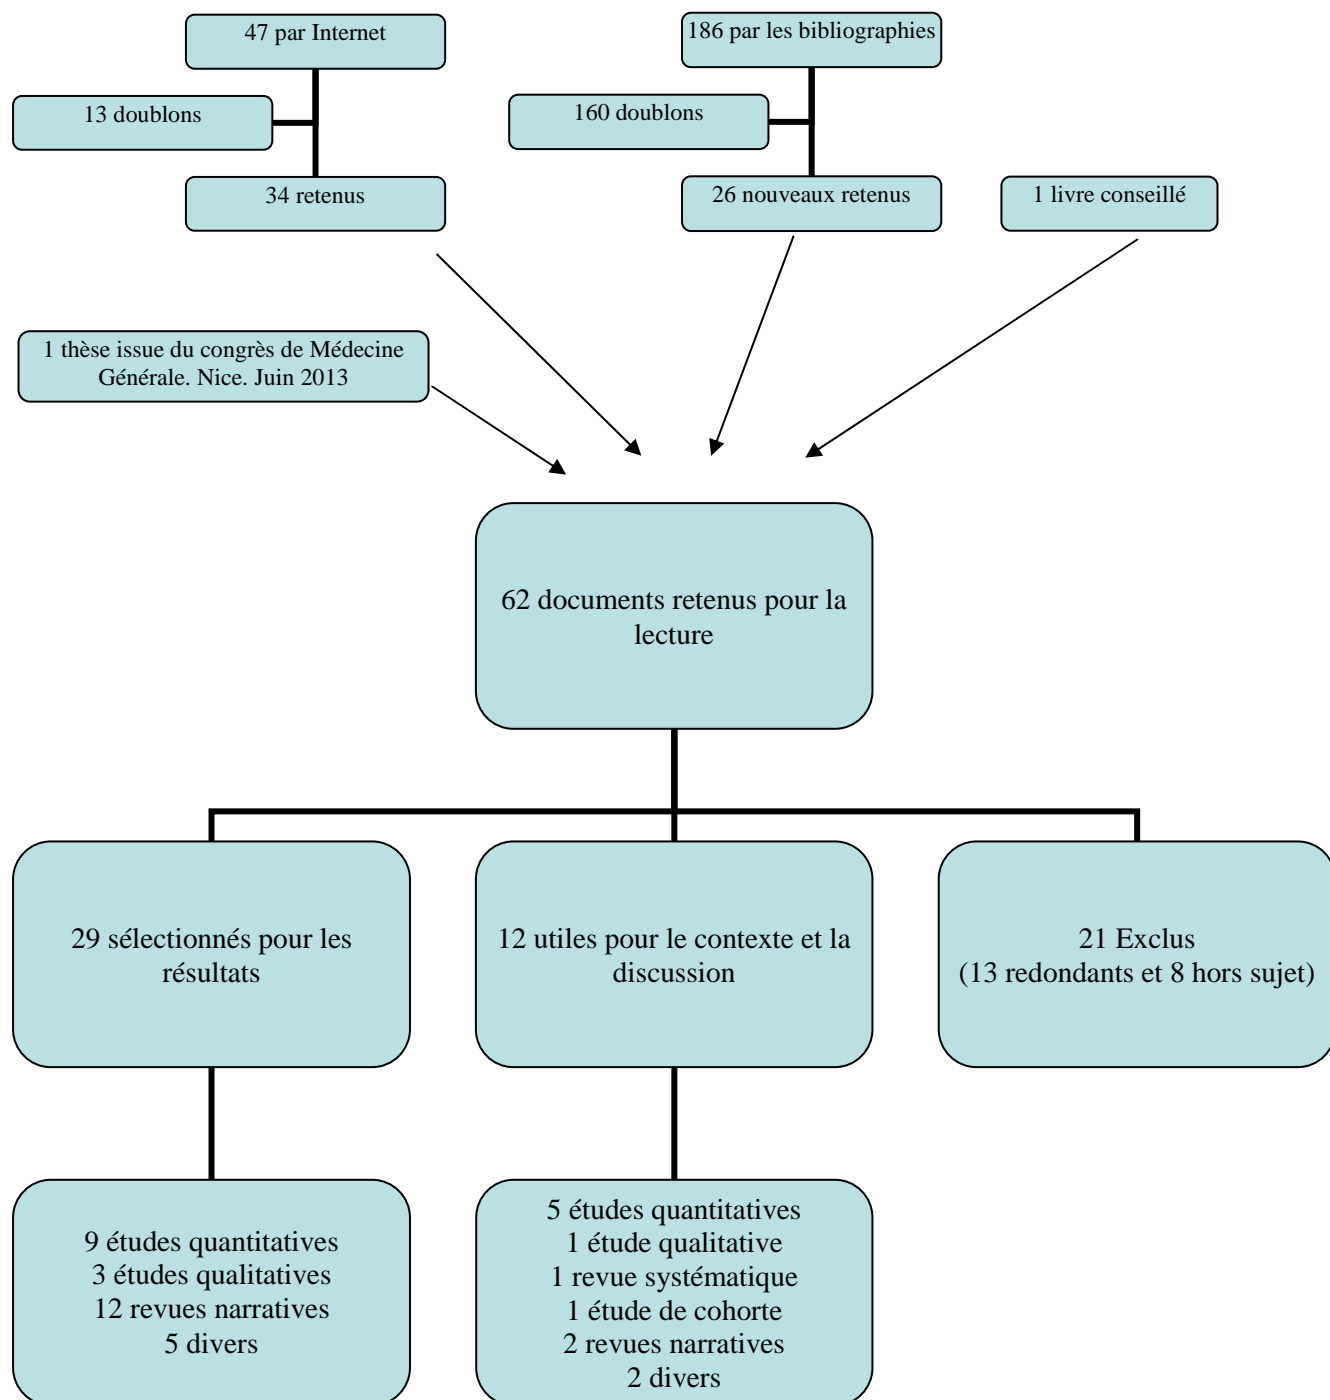 47 par Internet
186 par les bibliographies
13 doublons
160 doublons
34 retenus
26 nouveaux retenus
1 livre conseillé
1 thèse issue du congrès de Médecine
Générale. Nice. Juin 2013
62 documents retenus pour la
lecture
29 sélectionnés pour les
résultats
12 utiles pour le contexte et la
discussion
21 Exclus
(13 redondants et 8 hors sujet)
9 études quantitatives
3 études qualitatives
12 revues narratives
5 divers
5 études quantitatives
1 étude qualitative
1 revue systématique
1 étude de cohorte
2 revues narratives
2 divers